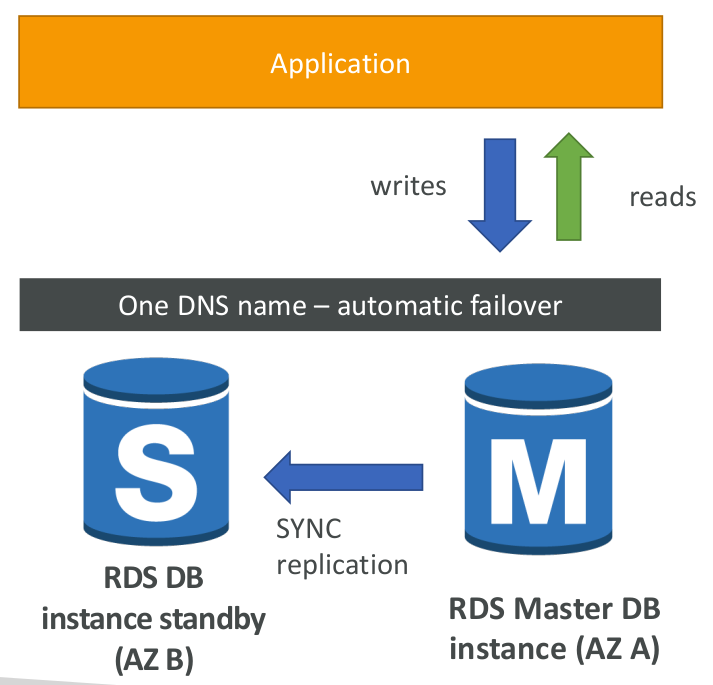 Application
writes
reads
One DNS name – automatic failover
S
M
SYNC
replication
RDS DB
instance standby
(AZ B)
RDS Master DB
instance (AZ A)